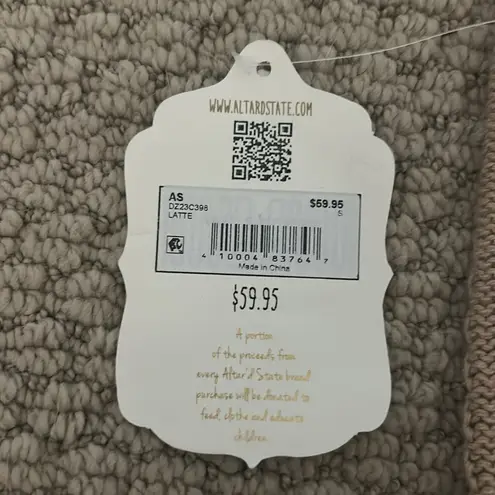 WWW.ALTARDSTATE.COM
AS $59.95
DZ23C398 S
LATTE
4 10004 83764 7
Made in China
$59.95
A portion
of the proceeds from
every Altar'd State brand
purchase will be donated to
feed, clothe and educate
children.